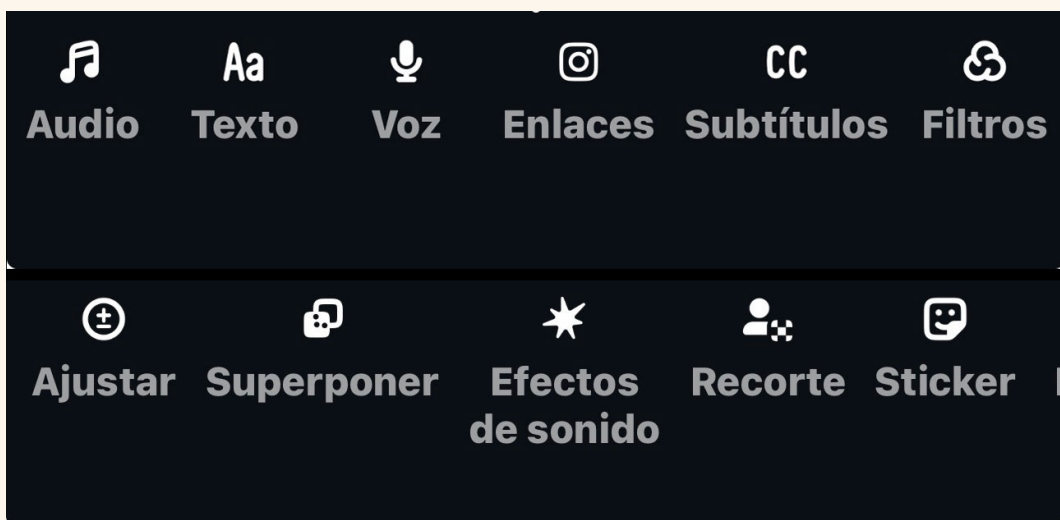 Aa
CC
Audio Texto Voz Enlaces Subtítulos Filtros
Ajustar Superponer Efectos de sonido Recorte Sticker